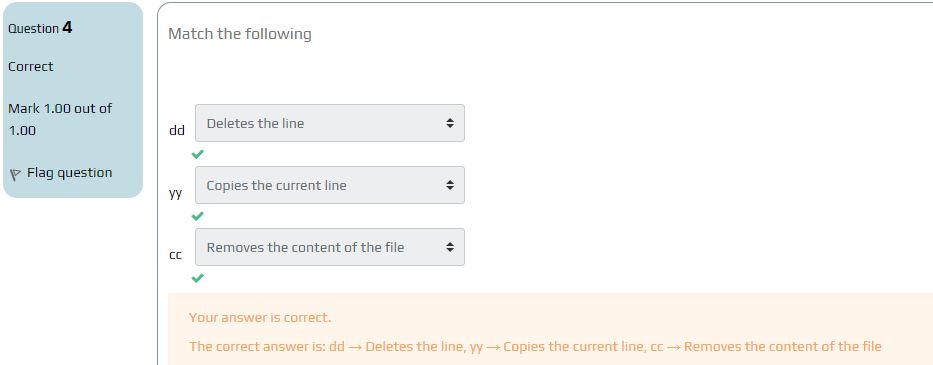 Question 4
Correct
Mark 1.00 out of
1.00
Flag question
Match the following
dd
Deletes the line
yy
Copies the current line
cc
Removes the content of the file
Your answer is correct.
The correct answer is: dd → Deletes the line, yy → Copies the current line, cc → Removes the content of the file